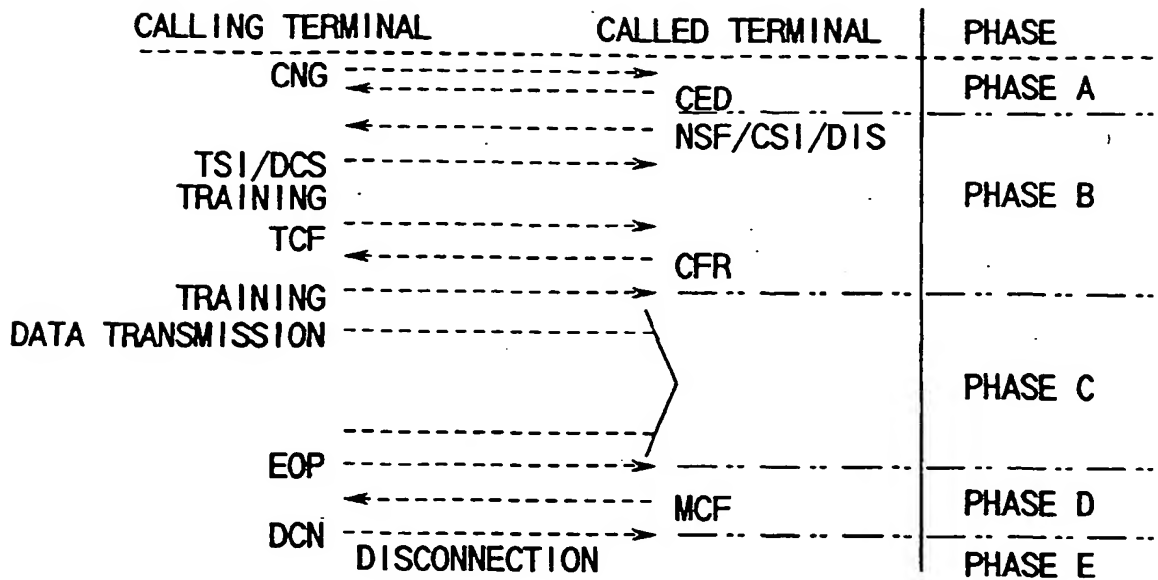 CALLING TERMINAL CALLED TERMINAL PHASE
CNG
CED
PHASE A
NSF/CSI/DIS
TSI/DCS
TRAINING
PHASE B
TCF
CFR
TRAINING
DATA TRANSMISSION
PHASE C
EOP
MCF
PHASE D
DCN
DISCONNECTION
PHASE E